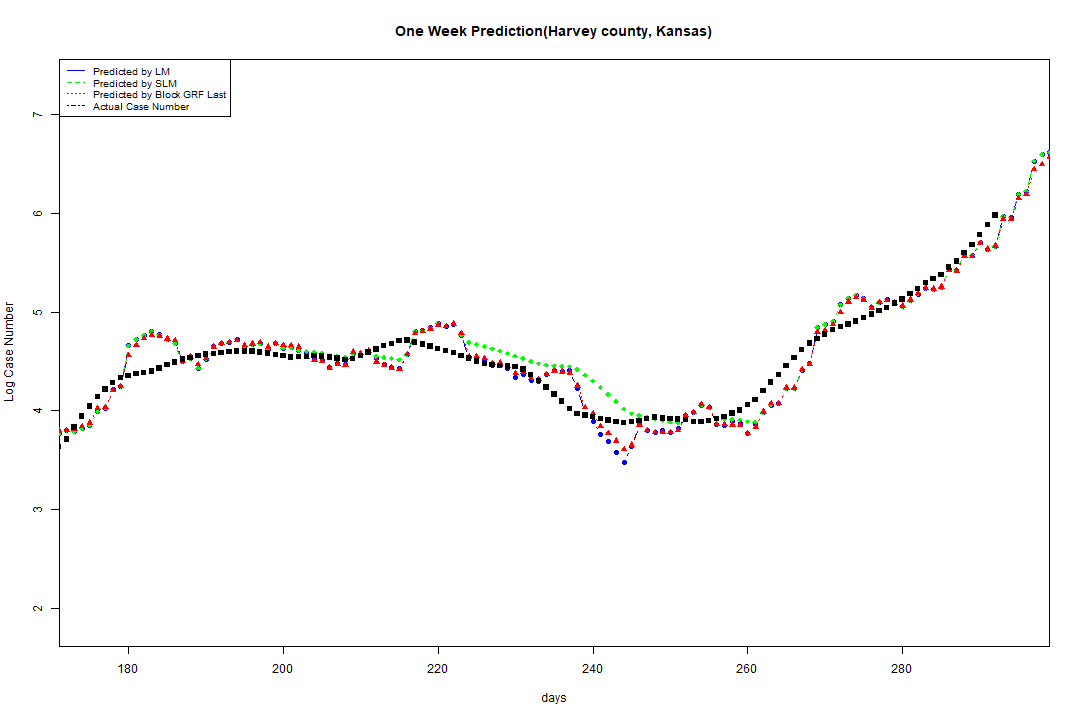 One Week Prediction(Harvey county, Kansas)
Predicted by LM
Predicted by SLM
Predicted by Block GRF Last
Actual Case Number
7
6
5
4
3
2
Log Case Number
180 200 220 240 260 280
days